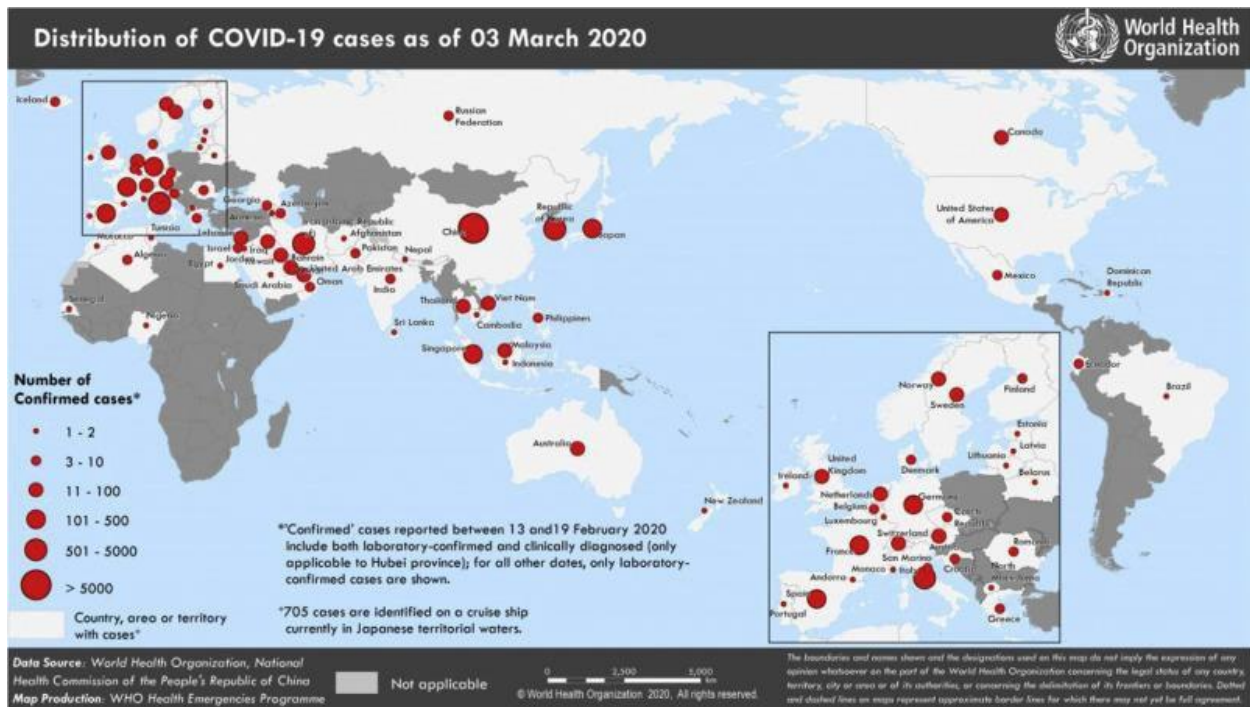 Distribution of COVID-19 cases as of 03 March 2020
World Health
Organization
Iceland
Russian
Federation
Canada
United States
of America
Mexico
Dominican
Republic
Ecuador
Brazil
Georgia
Azerbaijan
Armenia
Republic
Afghanistan
China
Republic
of Korea
Japan
Tunisia
Morocco
Algeria
Lebanon
Israel
Iraq
Jordan
Kuwait
Bahrain
Egypt
Pakistan
Nepal
United Arab Emirates
Saudi Arabia
Oman
India
Senegal
Nigeria
Thailand
Viet Nam
Cambodia
Philippines
Sri Lanka
Singapore
Malaysia
Indonesia
Australia
New Zealand
Number of
Confirmed cases*
1 - 2
3 - 10
11 - 100
101 - 500
501 - 5000
> 5000
Country, area or territory
with cases*
*'Confirmed' cases reported between 13 and19 February 2020
include both laboratory-confirmed and clinically diagnosed (only
applicable to Hubei province); for all other dates, only laboratory-
confirmed cases are shown.
*705 cases are identified on a cruise ship
currently in Japanese territorial waters.
Norway
Sweden
Finland
Estonia
Latvia
Lithuania
Belarus
Denmark
United
Kingdom
Ireland
Netherlands
Belgium
Luxembourg
Germany
Czech
Republic
Switzerland
Austria
France
San Marino
Monaco
Italy
Croatia
Romania
North
Macedonia
Andorra
Spain
Portugal
Greece
Data Source: World Health Organization, National
Health Commission of the People's Republic of China
Map Production: WHO Health Emergencies Programme
Not applicable
0 2,500 5,000
km
© World Health Organization 2020, All rights reserved.
The boundaries and names shown and the designations used on this map do not imply the expression of any
opinion whatsoever on the part of the World Health Organization concerning the legal status of any country,
territory, city or area or of its authorities, or concerning the delimitation of its frontiers or boundaries. Dotted
and dashed lines on maps represent approximate border lines for which there may not yet be full agreement.